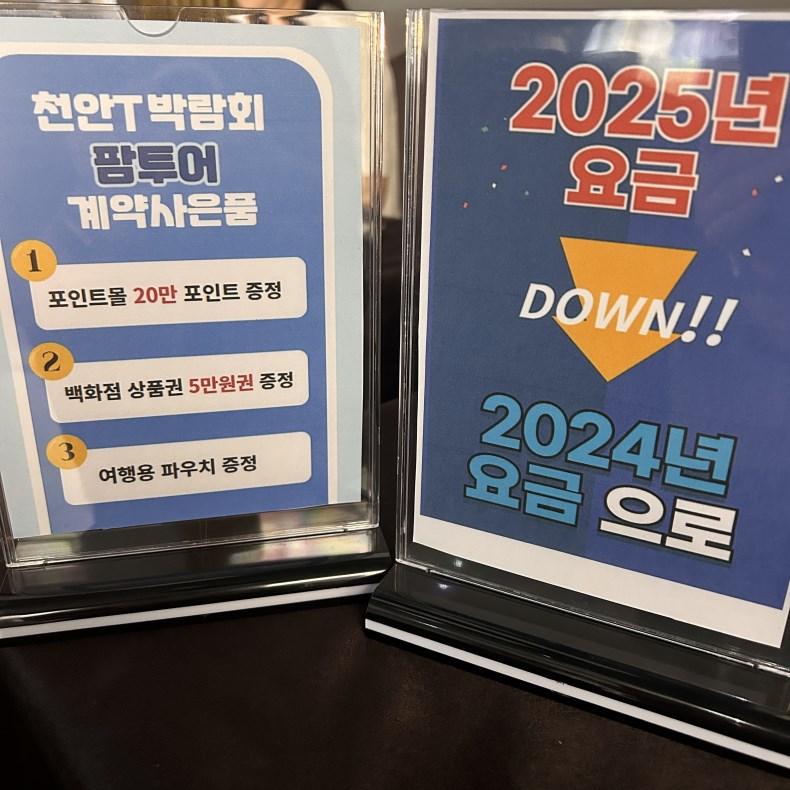 천안T 박람회
팜투어
계약사은품
1
포인트몰 20만 포인트 증정
2
백화점 상품권 5만원권 증정
3
여행용 파우치 증정
2025년
요금
DOWN!!
2024년
요금 으로